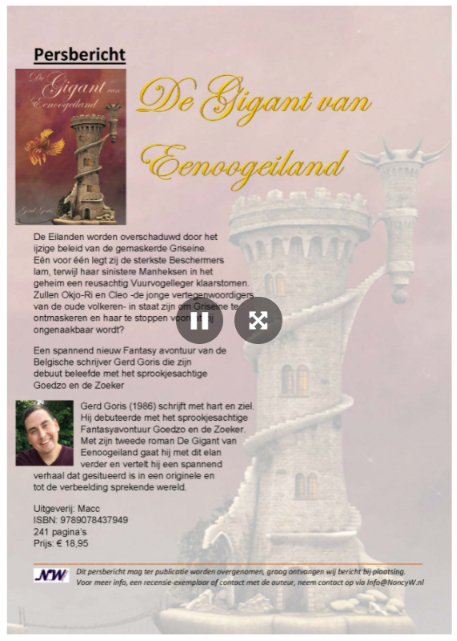 Persbericht
De Gigant van
Eenoogeiland
Gerd Goris
De Gigant van
Eenoogeiland
De Eilanden worden overschaduwd door het
ijzige beleid van de gemaskerde Griseine.
Eén voor één legt zij de sterkste Beschermers
lam, terwijl haar sinistere Manheksen in het
geheim een reusachtig Vuurvogelleger klaarstomen.
Zullen Okjo-Ri en Cleo -de jonge vertegenwoordigers
van de oude volkeren- in staat zijn om Griseine te
ontmaskeren en haar te stoppen voor
ongenaakbaar wordt?
Een spannend nieuw Fantasy avontuur van de
Belgische schrijver Gerd Goris die zijn
debuut beleefde met het sprookjesachtige
Goedzo en de Zoeker
Gerd Goris (1986) schrijft met hart en ziel.
Hij debuteerde met het sprookjesachtige
Fantasyavontuur Goedzo en de Zoeker.
Met zijn tweede roman De Gigant van
Eenoogeiland gaat hij met dit elan
verder en vertelt hij een spannend
verhaal dat gesitueerd is in een originele en
tot de verbeelding sprekende wereld.
Uitgeverij: Macc
ISBN: 9789078437949
241 pagina's
Prijs: € 18,95
NW
Dit persbericht mag ter publicatie worden overgenomen, graag ontvangen wij bericht bij plaatsing.
Voor meer info, een recensie-exemplaar of contact met de auteur, neem contact op via Info@NancyW.nl